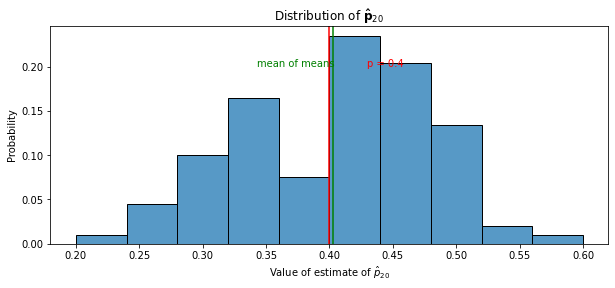 Distribution of p̂₂₀
Probability
0.20
0.15
0.10
0.05
0.00
mean of means
p = 0.4
0.20 0.25 0.30 0.35 0.40 0.45 0.50 0.55 0.60
Value of estimate of p̂₂₀